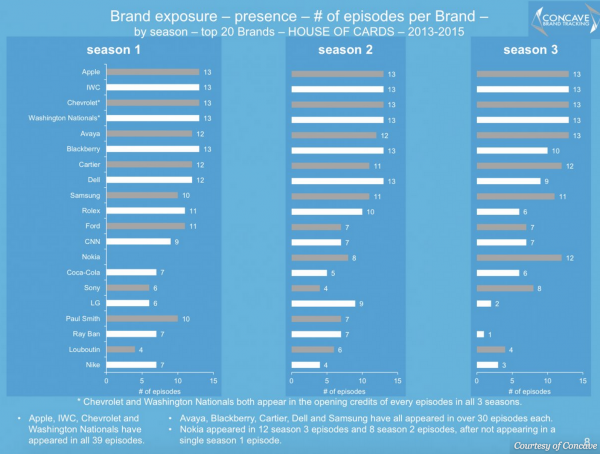 Brand exposure – presence – # of episodes per Brand –
by season – top 20 Brands – HOUSE OF CARDS – 2013-2015
CONCAVE
BRAND TRACKING
season 1
season 2
season 3
Apple 13 13 13
IWC 13 13 13
Chevrolet* 13 13 13
Washington Nationals* 13 13 13
Avaya 12 12 13
Blackberry 13 13 10
Cartier 12 11 12
Dell 12 13 9
Samsung 10 11 11
Rolex 11 10 6
Ford 11 7 7
CNN 9 7 7
Nokia 8 12
Coca-Cola 7 5 6
Sony 6 4 8
LG 6 9 2
Paul Smith 10 7
Ray Ban 7 7 1
Louboutin 4 6 4
Nike 7 4 3
0 5 10 15 0 5 10 15 0 5 10 15
# of episodes # of episodes # of episodes
* Chevrolet and Washington Nationals both appear in the opening credits of every episodes in all 3 seasons.
• Apple, IWC, Chevrolet and
Washington Nationals have
appeared in all 39 episodes.
• Avaya, Blackberry, Cartier, Dell and Samsung have all appeared in over 30 episodes each.
• Nokia appeared in 12 season 3 episodes and 8 season 2 episodes, after not appearing in a
single season 1 episode.
Courtesy of Concave